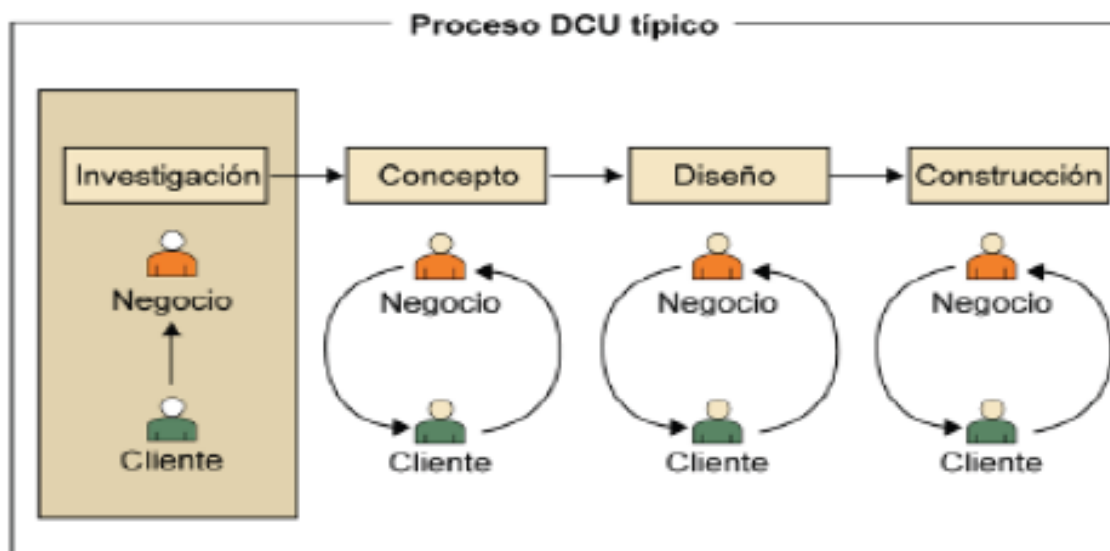 Proceso DCU típico
Investigación
Concepto
Diseño
Construcción
Negocio
Negocio
Negocio
Negocio
Cliente
Cliente
Cliente
Cliente